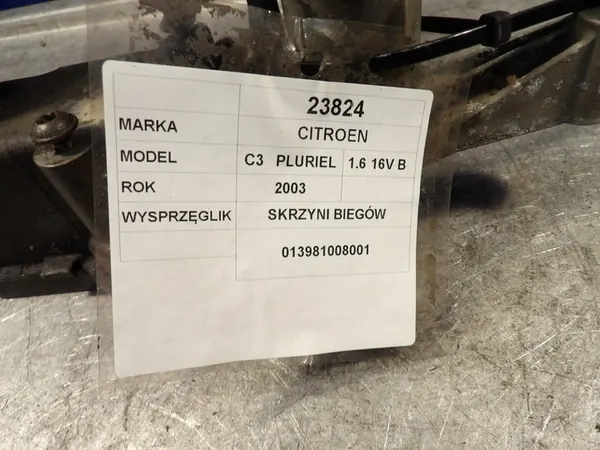 23824
MARKA CITROEN
MODEL C3 PLURIEL 1.6 16V B
ROK 2003
WYSPRZĘGLIK SKRZYNI BIEGÓW
013981008001